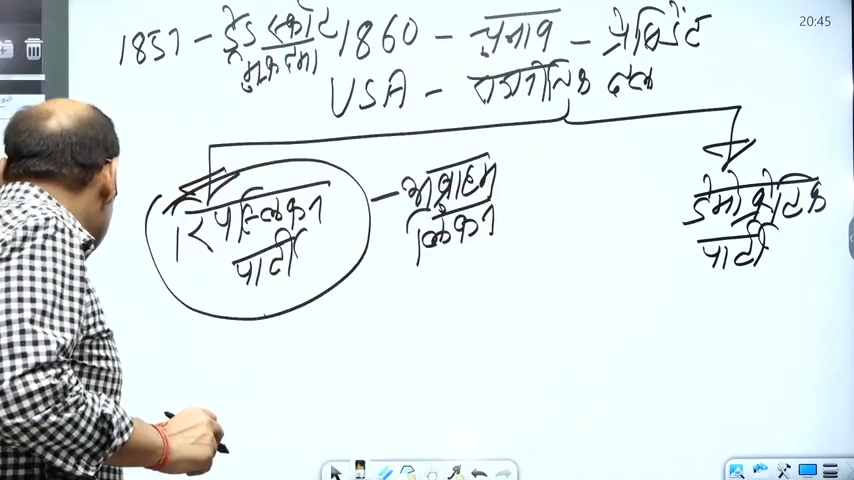 20:45
1857 - ड्रेड स्कॉट 1860 - चुनाव - प्रेसिडेंट
मुकदमा
USA - राजनीतिक दल
रिपब्लिकन - अब्राहम डेमोक्रेटिक
पार्टी लिंकन पार्टी